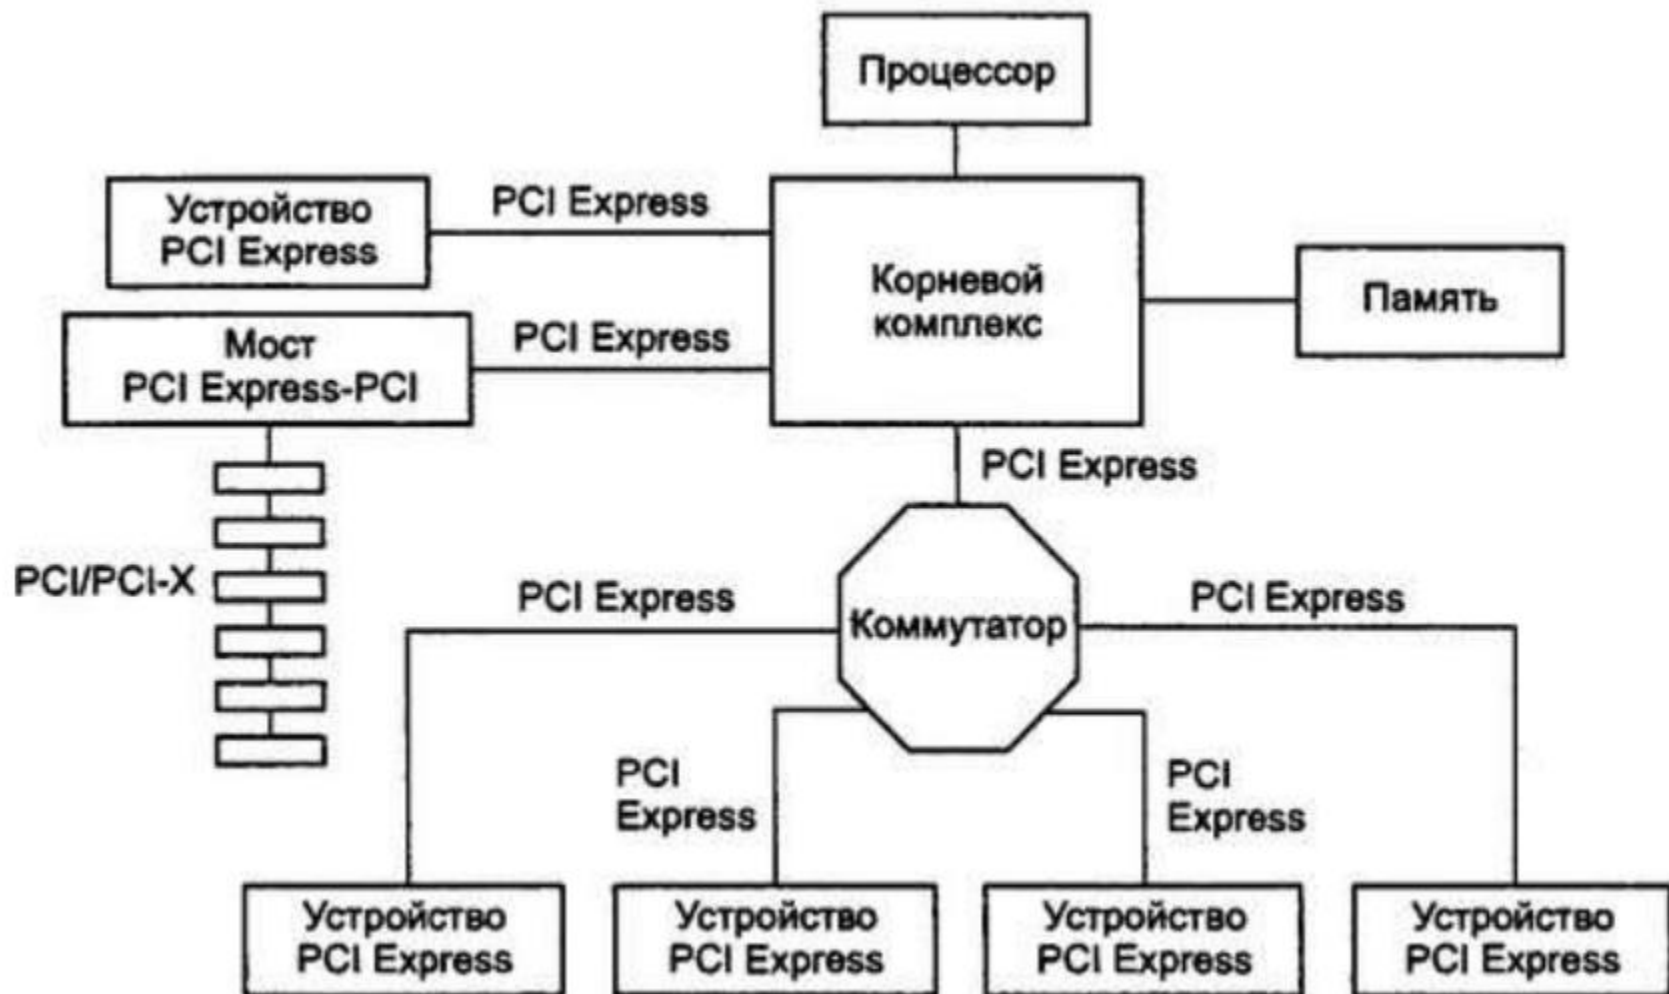 Процессор
Устройство
PCI Express
PCI Express
Корневой
комплекс
Память
Мост
PCI Express-PCI
PCI Express
PCI Express
PCI/PCI-X
PCI Express
Коммутатор
PCI Express
PCI
Express
PCI
Express
Устройство
PCI Express
Устройство
PCI Express
Устройство
PCI Express
Устройство
PCI Express